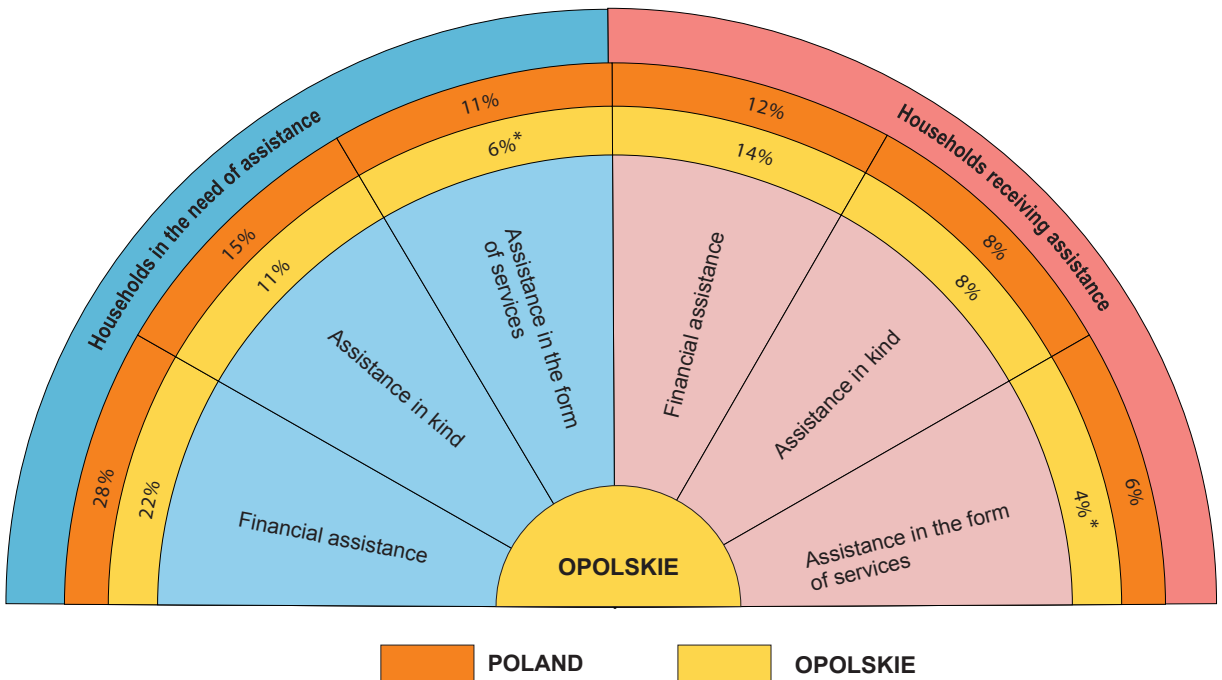 Households in the need of assistance
Households receiving assistance
11%
12%
6%*
14%
15%
8%
11%
8%
28%
22%
4%*
6%
Financial assistance
Assistance in kind
Assistance in the form
of services
Financial assistance
Assistance in kind
Assistance in the form
of services
OPOLSKIE
POLAND
OPOLSKIE